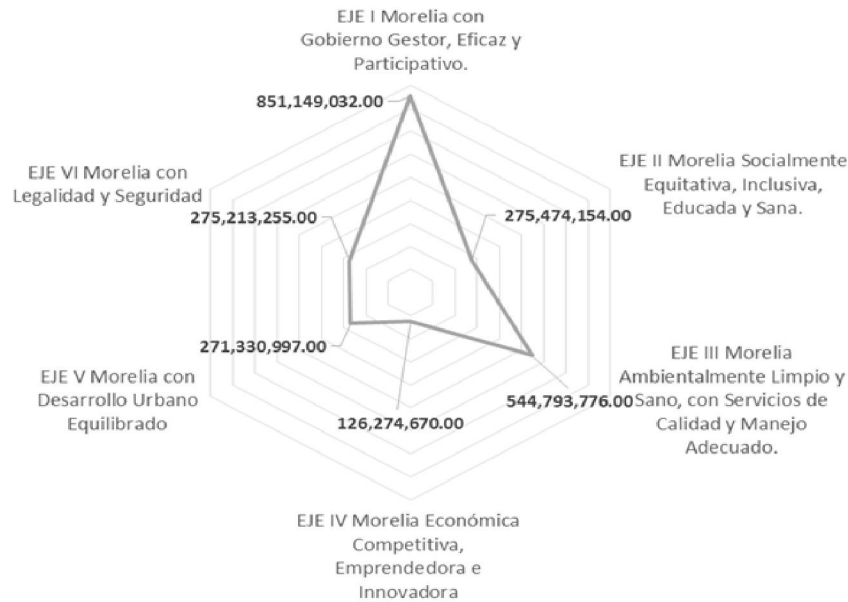 EJE I Morelia con
Gobierno Gestor, Eficaz y
Participativo.
851,149,032.00
EJE II Morelia Socialmente
Equitativa, Inclusiva,
Educada y Sana.
275,474,154.00
EJE III Morelia
Ambientalmente Limpio y
Sano, con Servicios de
Calidad y Manejo
Adecuado.
544,793,776.00
EJE IV Morelia Económica
Competitiva,
Emprendedora e
Innovadora
126,274,670.00
EJE V Morelia con
Desarrollo Urbano
Equilibrado
271,330,997.00
EJE VI Morelia con
Legalidad y Seguridad
275,213,255.00